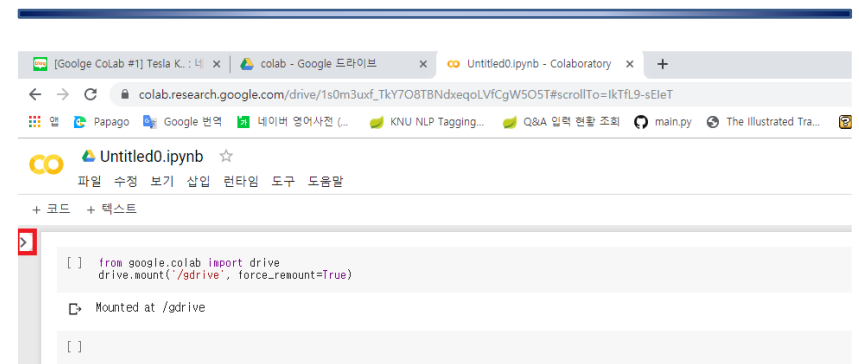 [Goolge CoLab #1] Tesla K.. : 네
colab - Google 드라이브
Untitled0.ipynb - Colaboratory
colab.research.google.com/drive/1s0m3uxf_TkY7O8TBNdxeqoLVfCgW5O5T#scrollTo=IkTfL9-sEIeT
앱 Papago Google 번역 네이버 영어사전 (... KNU NLP Tagging... Q&A 입력 현황 조회 main.py The Illustrated Tra...
Untitled0.ipynb
파일 수정 보기 삽입 런타임 도구 도움말
+ 코드 + 텍스트
[ ] from google.colab import drive
drive.mount('/gdrive', force_remount=True)
Mounted at /gdrive
[ ]